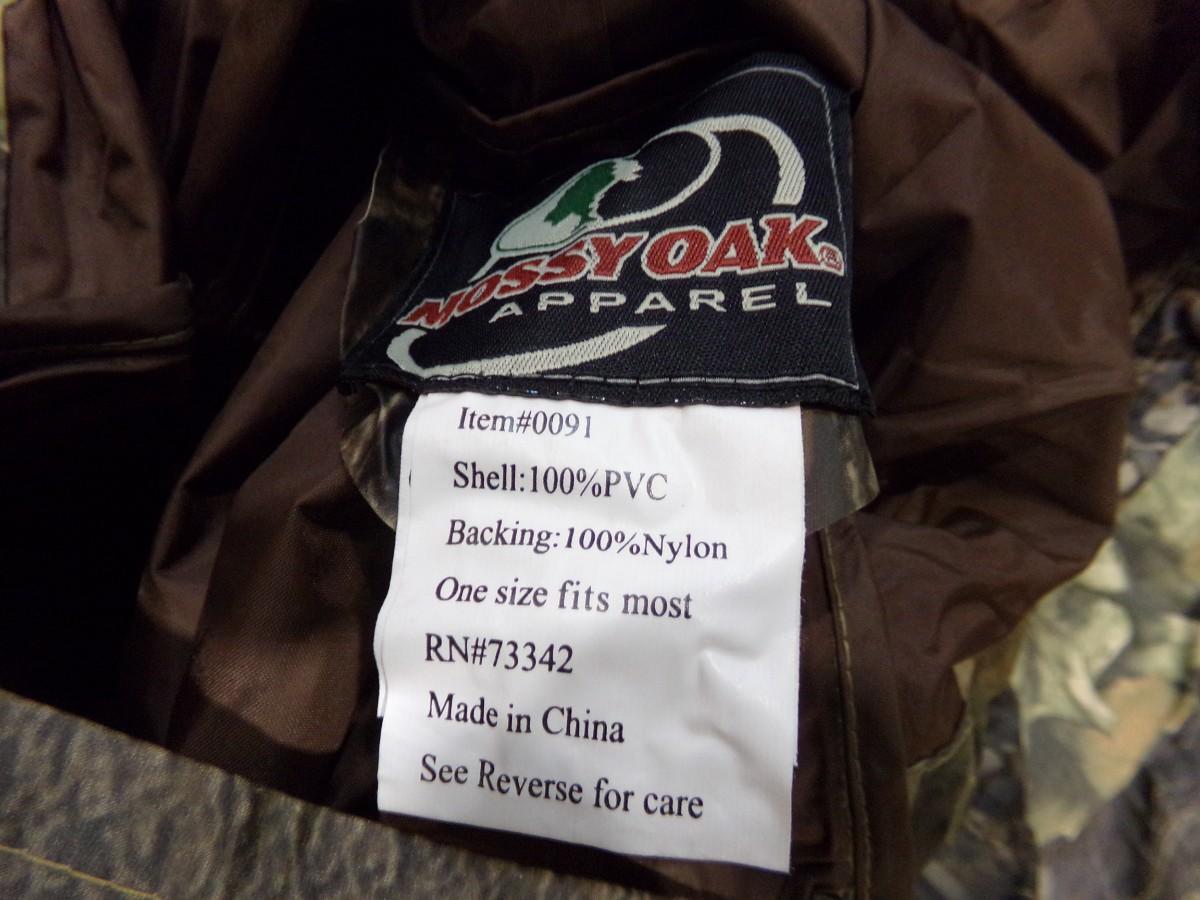 MOSSY OAK®
APPAREL
Item#0091
Shell:100%PVC
Backing:100%Nylon
One size fits most
RN#73342
Made in China
See Reverse for care